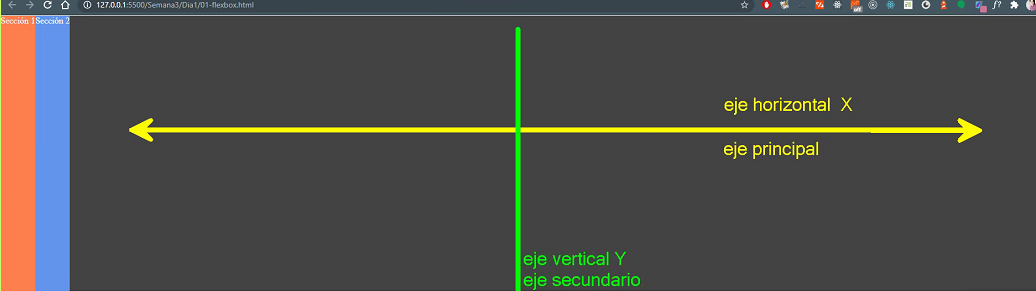 127.0.0.1:5500/Semana3/Dia1/01-flexbox.html
Sección 1 Sección 2
eje horizontal X
eje principal
eje vertical Y
eje secundario